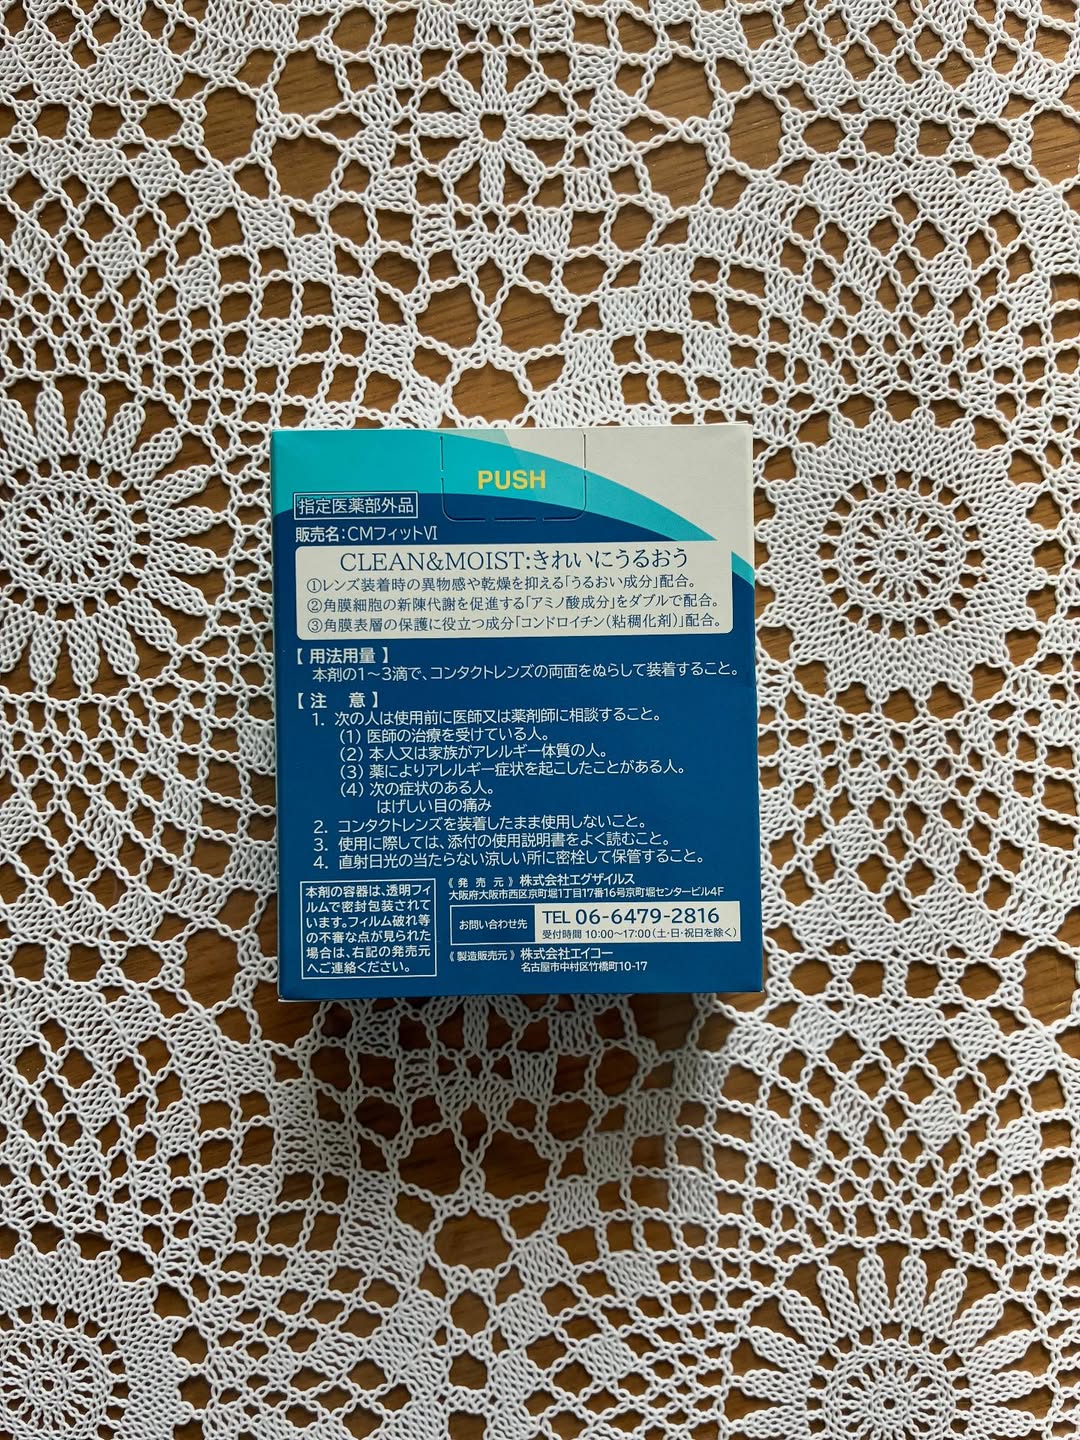 PUSH
指定医薬部外品
販売名:CMフィットⅥ
CLEAN&MOIST:きれいにうるおう
①レンズ装着時の異物感や乾燥を抑える「うるおい成分」配合。
②角膜細胞の新陳代謝を促進する「アミノ酸成分」をダブルで配合。
③角膜表層の保護に役立つ成分「コンドロイチン(粘稠化剤)」配合。
【 用法用量 】
本剤の1~3滴で、コンタクトレンズの両面をぬらして装着すること。
【 注 意 】
1. 次の人は使用前に医師又は薬剤師に相談すること。
(1) 医師の治療を受けている人。
(2) 本人又は家族がアレルギー体質の人。
(3) 薬によりアレルギー症状を起こしたことがある人。
(4) 次の症状のある人。
はげしい目の痛み
2. コンタクトレンズを装着したまま使用しないこと。
3. 使用に際しては、添付の使用説明書をよく読むこと。
4. 直射日光の当たらない涼しい所に密栓して保管すること。
本剤の容器は、透明フィ
ルムで密封包装されて
います。フィルム破れ等
の不審な点が見られた
場合は、右記の発売元
へご連絡ください。
《 発 売 元 》 株式会社エグザイルス
大阪府大阪市西区京町堀1丁目17番16号京町堀センタービル4F
お問い合わせ先
TEL 06-6479-2816
受付時間 10:00~17:00(土・日・祝日を除く)
《 製造販売元 》 株式会社エイコー
名古屋市中村区竹橋町10-17